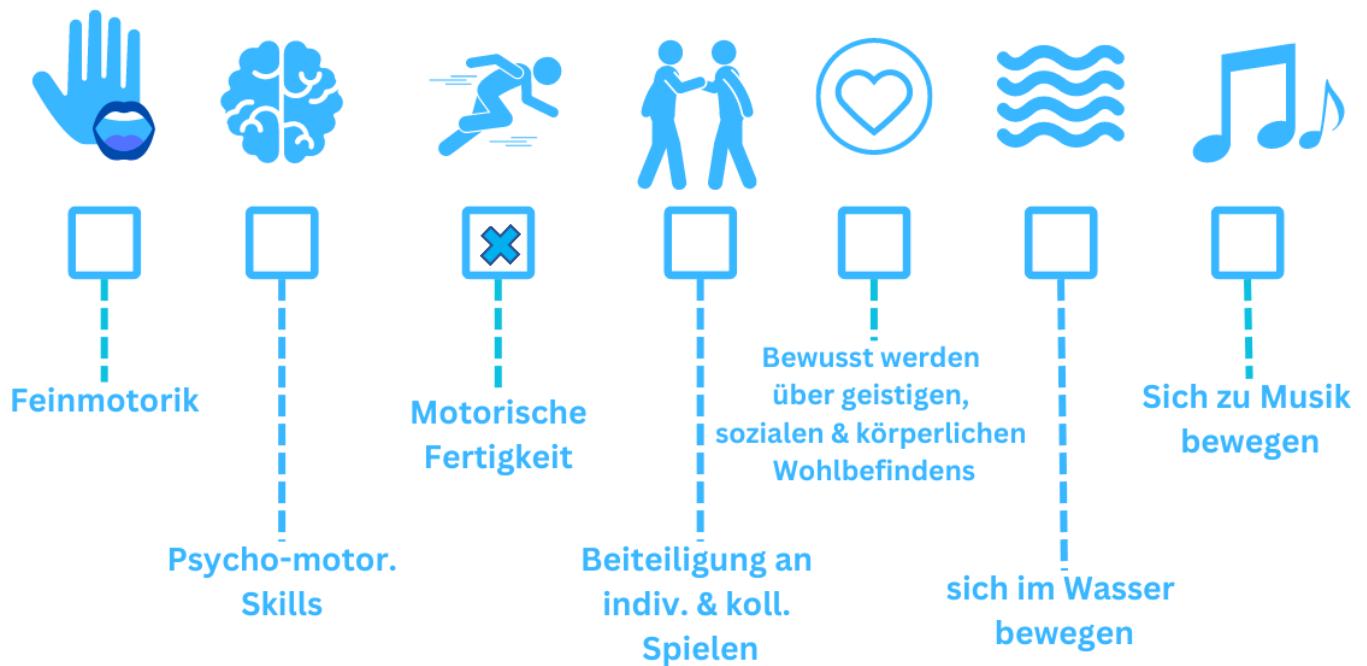 Feinmotorik
Psycho-motor.
Skills
Motorische
Fertigkeit
Beiteiligung an
indiv. & koll.
Spielen
Bewusst werden
über geistigen,
sozialen & körperlichen
Wohlbefindens
sich im Wasser
bewegen
Sich zu Musik
bewegen